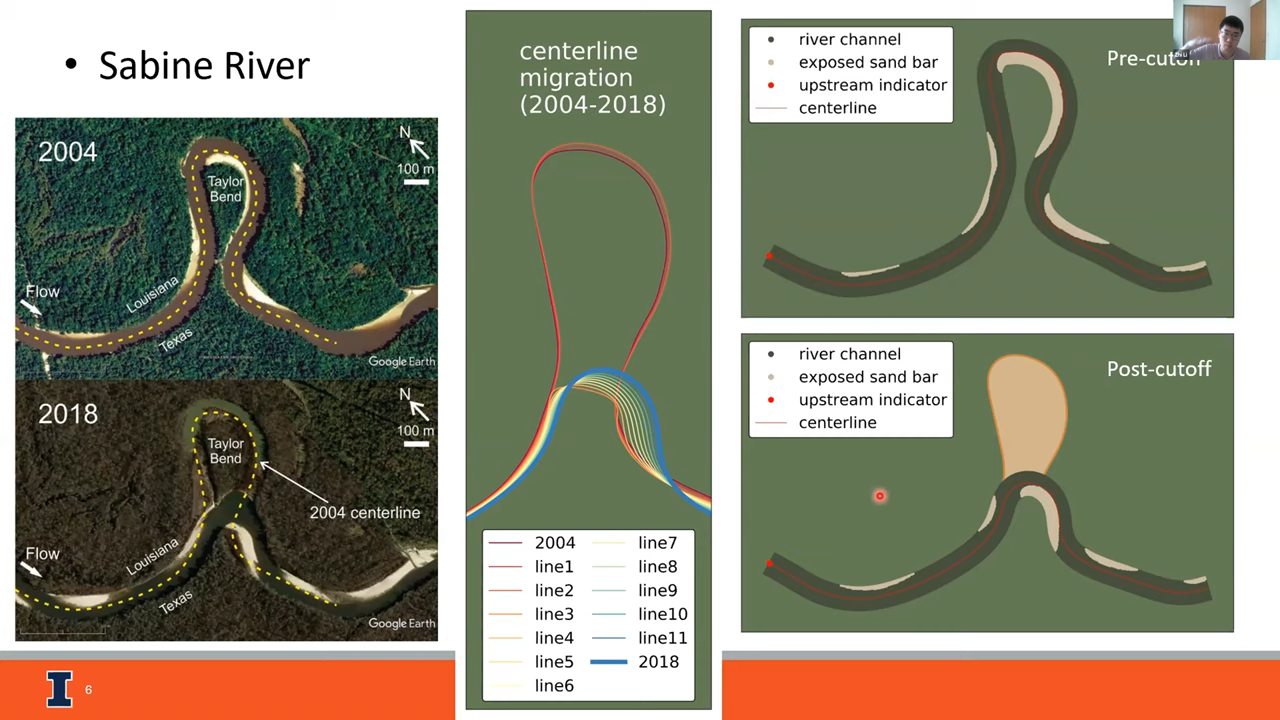 • Sabine River
2004
N
100 m
Taylor
Bend
Louisiana
Flow
Texas
Google Earth
2018
N
100 m
Taylor
Bend
2004 centerline
Louisiana
Flow
Texas
Google Earth
centerline
migration
(2004-2018)
2004
line1
line2
line3
line4
line5
line6
line7
line8
line9
line10
line11
2018
river channel
exposed sand bar
upstream indicator
centerline
Pre-cutoff
river channel
exposed sand bar
upstream indicator
centerline
Post-cutoff
I
6